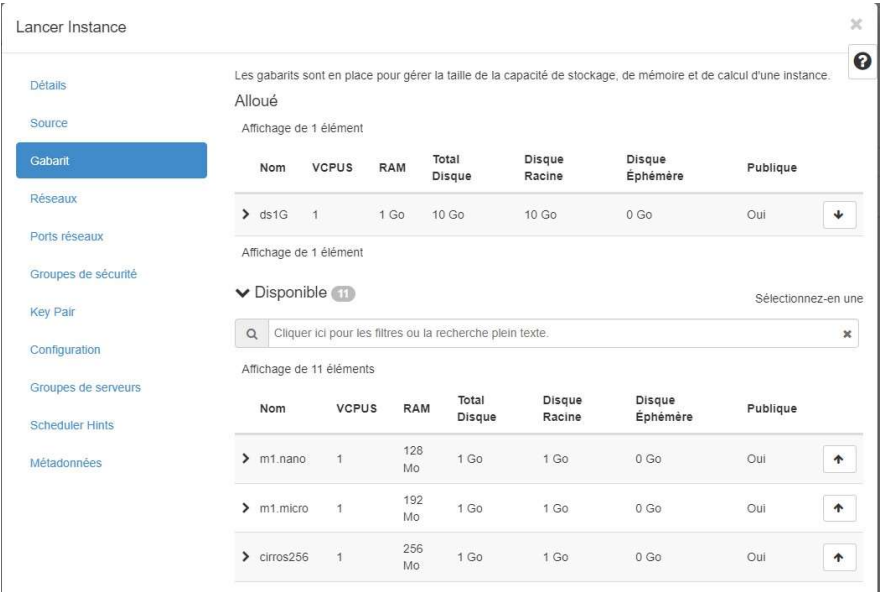 Lancer Instance
Détails
Source
Gabarit
Réseaux
Ports réseaux
Groupes de sécurité
Key Pair
Configuration
Groupes de serveurs
Scheduler Hints
Métadonnées
Les gabarits sont en place pour gérer la taille de la capacité de stockage, de mémoire et de calcul d'une instance.
Alloué
Affichage de 1 élément
Nom VCPUS RAM Total Disque Disque Racine Disque Éphémère Publique
ds1G 1 1 Go 10 Go 10 Go 0 Go Oui
Affichage de 1 élément
Disponible 11
Sélectionnez-en une
Cliquer ici pour les filtres ou la recherche plein texte.
Affichage de 11 éléments
Nom VCPUS RAM Total Disque Disque Racine Disque Éphémère Publique
m1.nano 1 128 Mo 1 Go 1 Go 0 Go Oui
m1.micro 1 192 Mo 1 Go 1 Go 0 Go Oui
cirros256 1 256 Mo 1 Go 1 Go 0 Go Oui